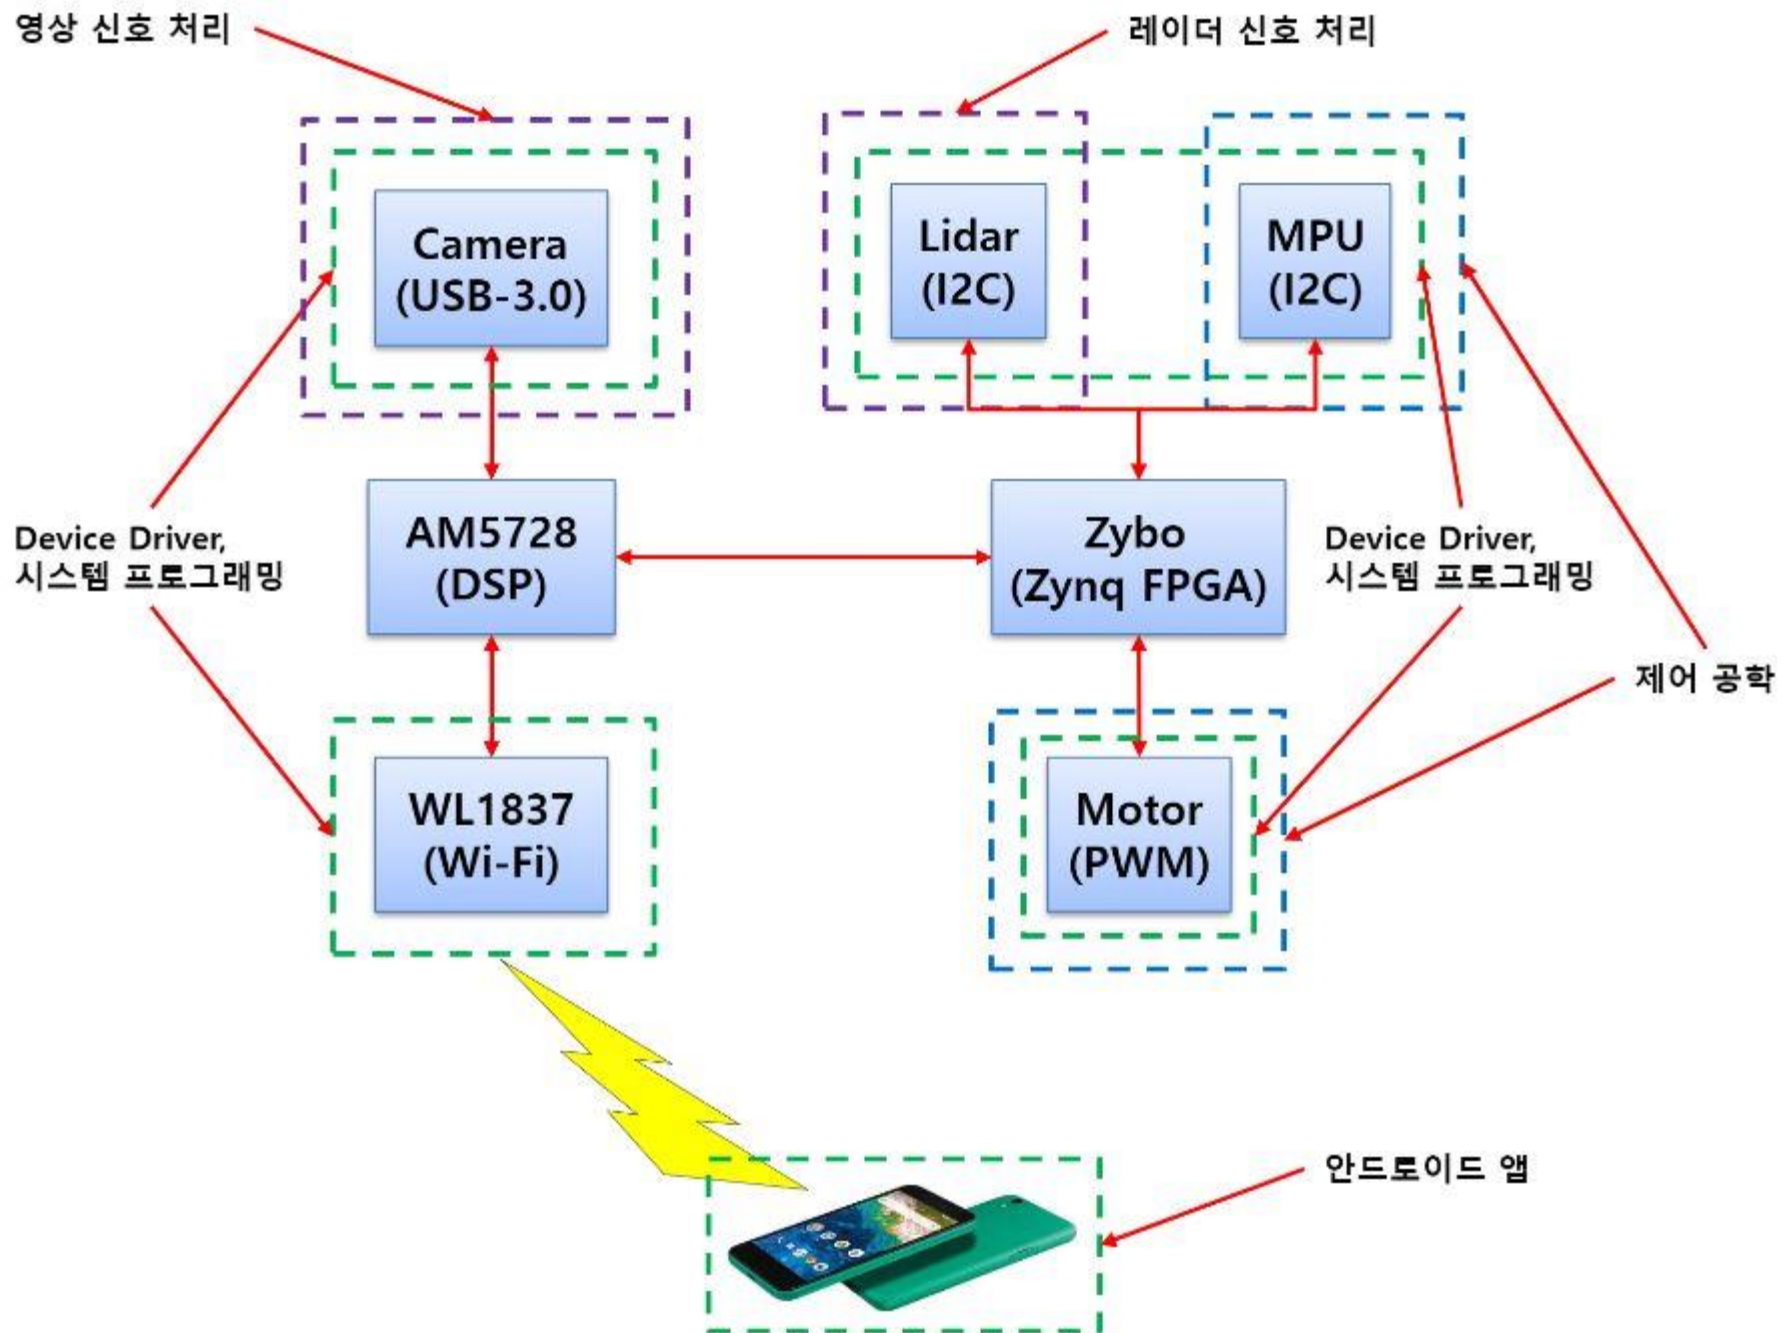 영상 신호 처리
레이더 신호 처리
Camera
(USB-3.0)
Lidar
(I2C)
MPU
(I2C)
AM5728
(DSP)
Zybo
(Zynq FPGA)
Device Driver,
시스템 프로그래밍
Device Driver,
시스템 프로그래밍
제어 공학
WL1837
(Wi-Fi)
Motor
(PWM)
안드로이드 앱